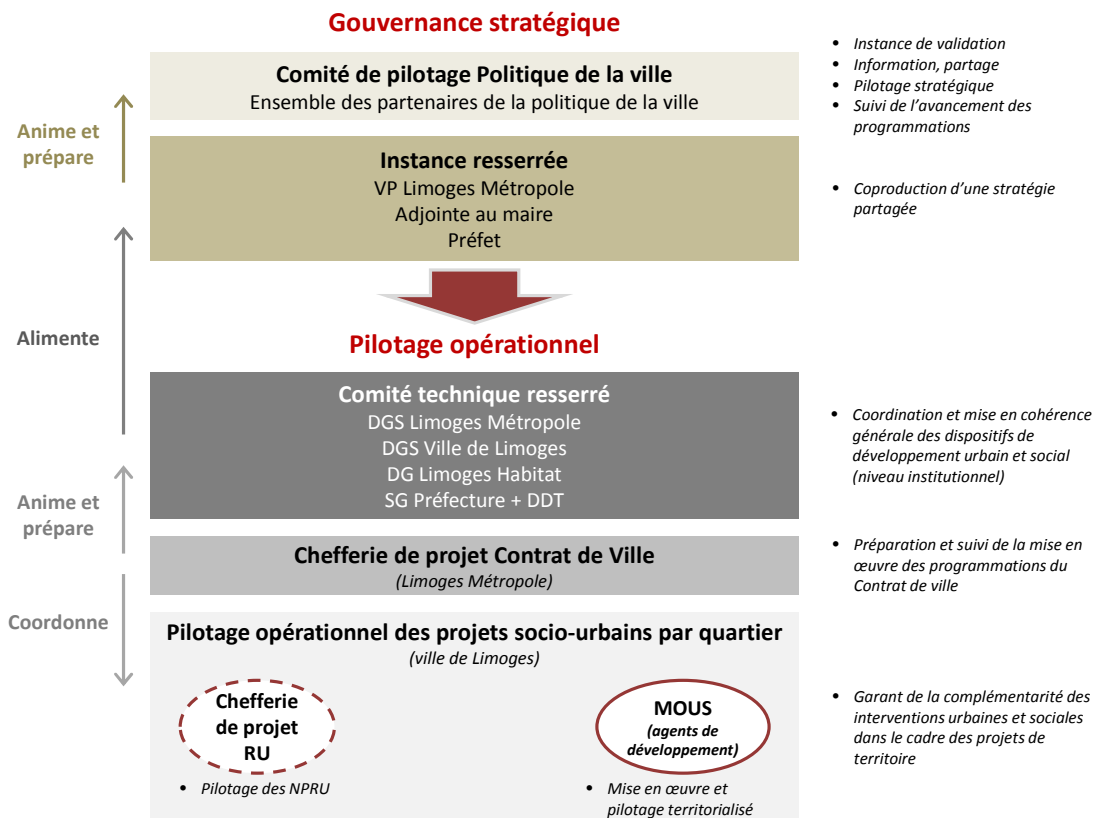 Gouvernance stratégique
Comité de pilotage Politique de la ville
Ensemble des partenaires de la politique de la ville
• Instance de validation
• Information, partage
• Pilotage stratégique
• Suivi de l'avancement des
programmations
Anime et
prépare
Instance resserrée
VP Limoges Métropole
Adjointe au maire
Préfet
• Coproduction d'une stratégie
partagée
Alimente
Pilotage opérationnel
Comité technique resserré
DGS Limoges Métropole
DGS Ville de Limoges
DG Limoges Habitat
SG Préfecture + DDT
• Coordination et mise en cohérence
générale des dispositifs de
développement urbain et social
(niveau institutionnel)
Anime et
prépare
Chefferie de projet Contrat de Ville
(Limoges Métropole)
• Préparation et suivi de la mise en
œuvre des programmations du
Contrat de ville
Coordonne
Pilotage opérationnel des projets socio-urbains par quartier
(ville de Limoges)
Chefferie
de projet
RU
• Pilotage des NPRU
MOUS
(agents de
développement)
• Mise en œuvre et
pilotage territorialisé
• Garant de la complémentarité des
interventions urbaines et sociales
dans le cadre des projets de
territoire